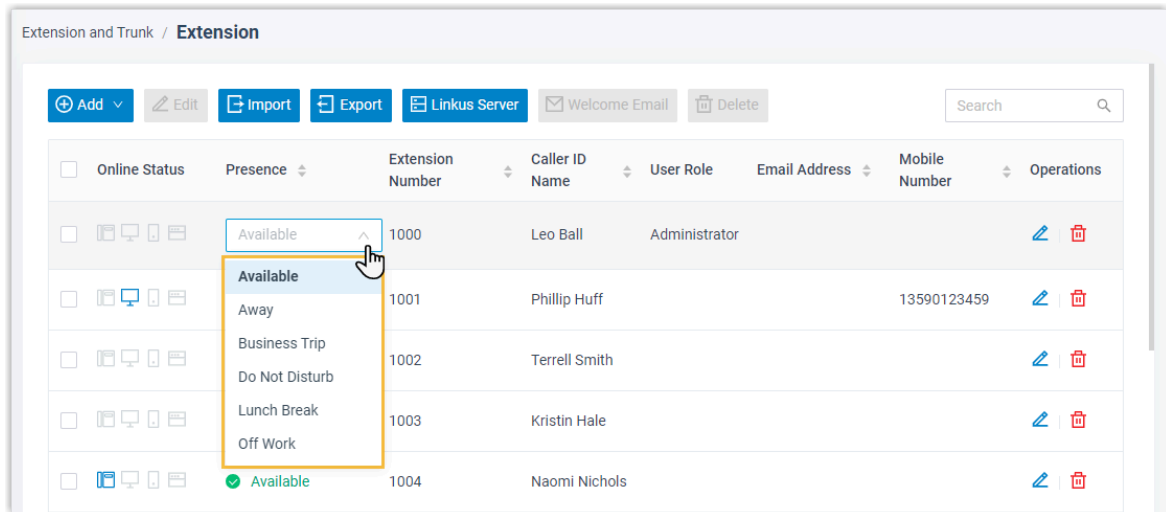 Extension and Trunk / Extension
Add Edit Import Export Linkus Server Welcome Email Delete Search
Online Status Presence Extension Number Caller ID Name User Role Email Address Mobile Number Operations
Available 1000 Leo Ball Administrator
Available
Away
Business Trip
Do Not Disturb
Lunch Break
Off Work
1001 Phillip Huff 13590123459
1002 Terrell Smith
1003 Kristin Hale
Available 1004 Naomi Nichols